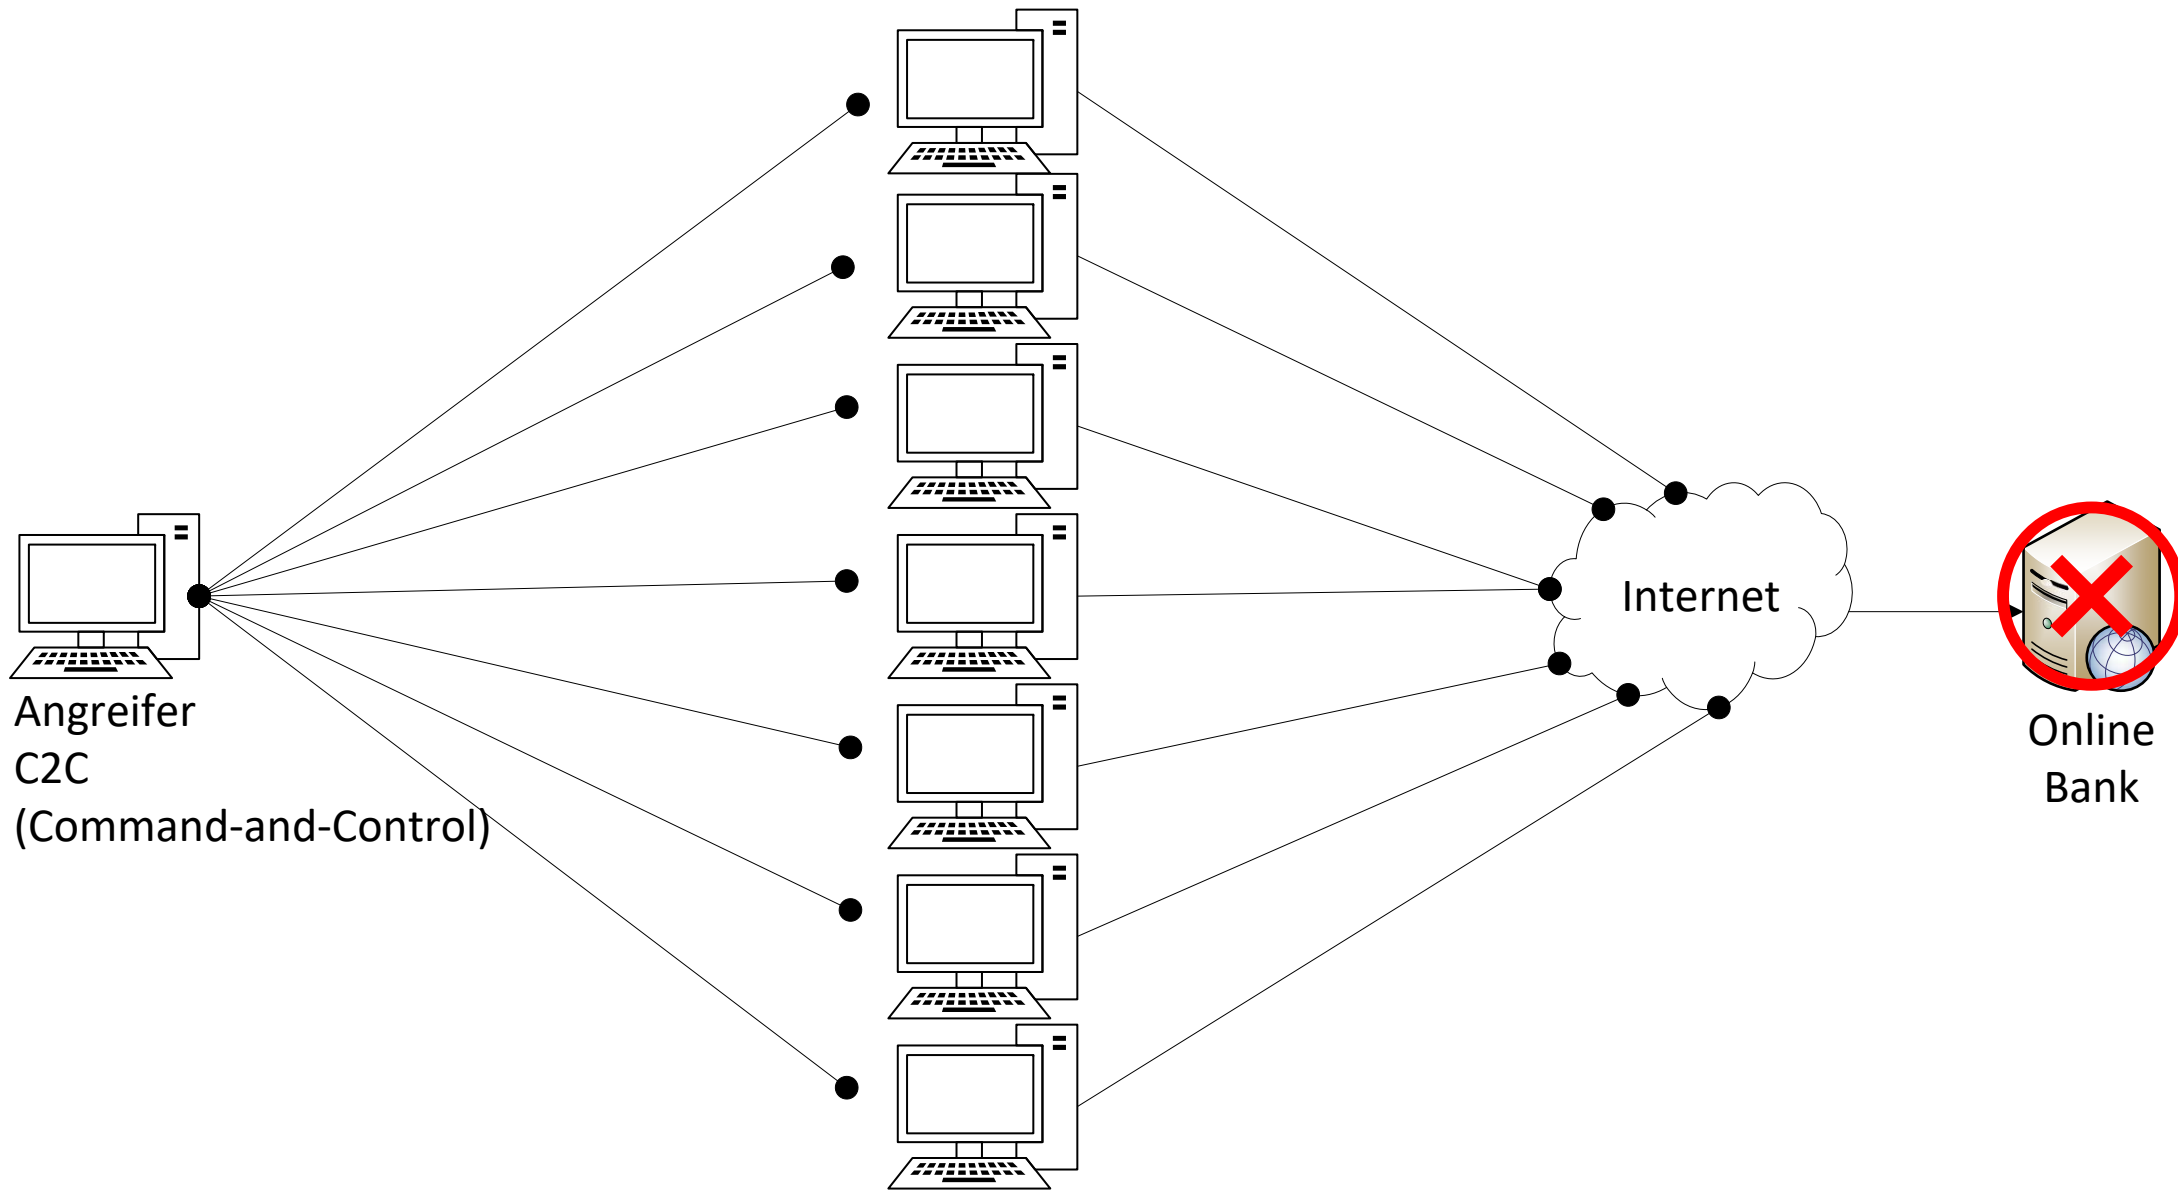 Internet
Angreifer
C2C
(Command-and-Control)
Online
Bank